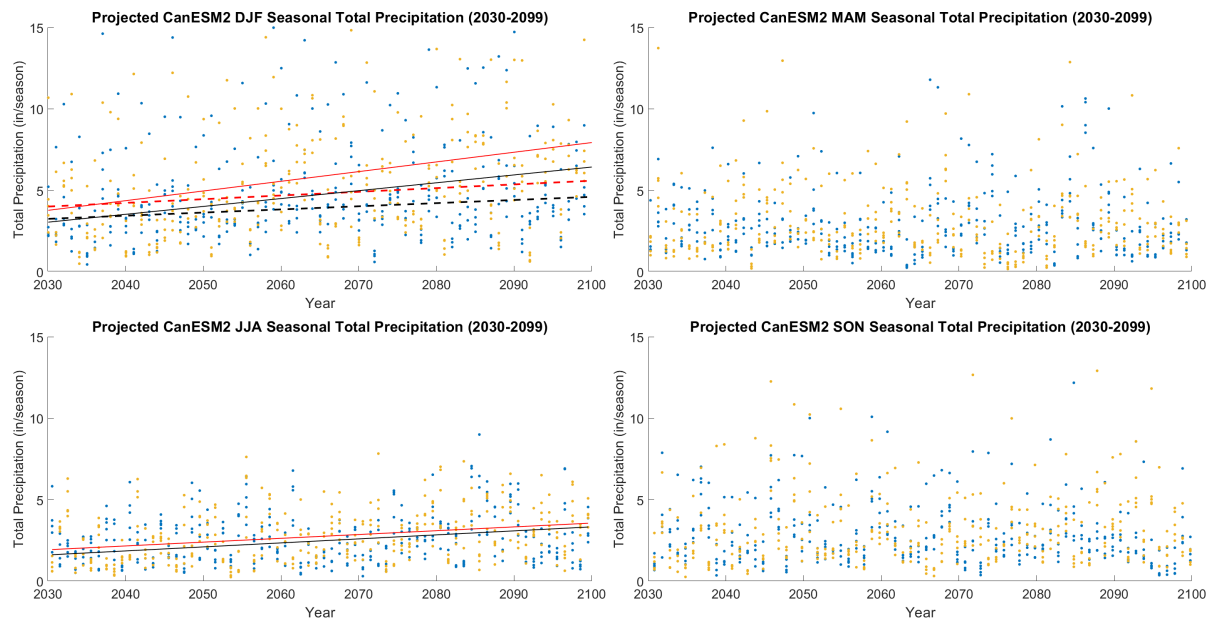 Projected CanESM2 DJF Seasonal Total Precipitation (2030-2099)
15
10
5
0
Total Precipitation (in/season)
2030 2040 2050 2060 2070 2080 2090 2100
Year
Projected CanESM2 MAM Seasonal Total Precipitation (2030-2099)
15
10
5
0
Total Precipitation (in/season)
2030 2040 2050 2060 2070 2080 2090 2100
Year
Projected CanESM2 JJA Seasonal Total Precipitation (2030-2099)
15
10
5
0
Total Precipitation (in/season)
2030 2040 2050 2060 2070 2080 2090 2100
Year
Projected CanESM2 SON Seasonal Total Precipitation (2030-2099)
15
10
5
0
Total Precipitation (in/season)
2030 2040 2050 2060 2070 2080 2090 2100
Year